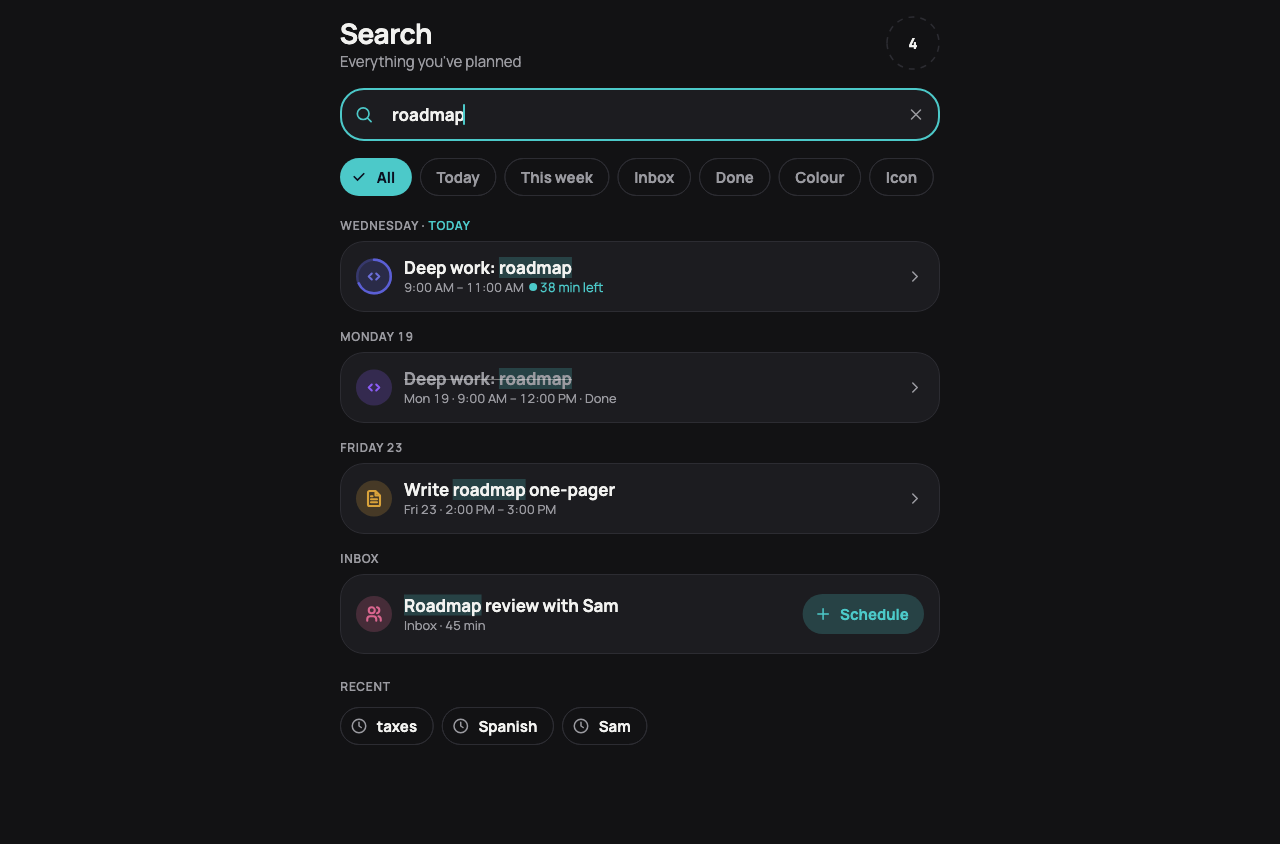 Search
Everything you've planned
4
roadmap
All
Today
This week
Inbox
Done
Colour
Icon
WEDNESDAY · TODAY
Deep work: roadmap
9:00 AM – 11:00 AM 38 min left
MONDAY 19
Deep work: roadmap
Mon 19 · 9:00 AM – 12:00 PM · Done
FRIDAY 23
Write roadmap one-pager
Fri 23 · 2:00 PM – 3:00 PM
INBOX
Roadmap review with Sam
Inbox · 45 min
Schedule
RECENT
taxes
Spanish
Sam